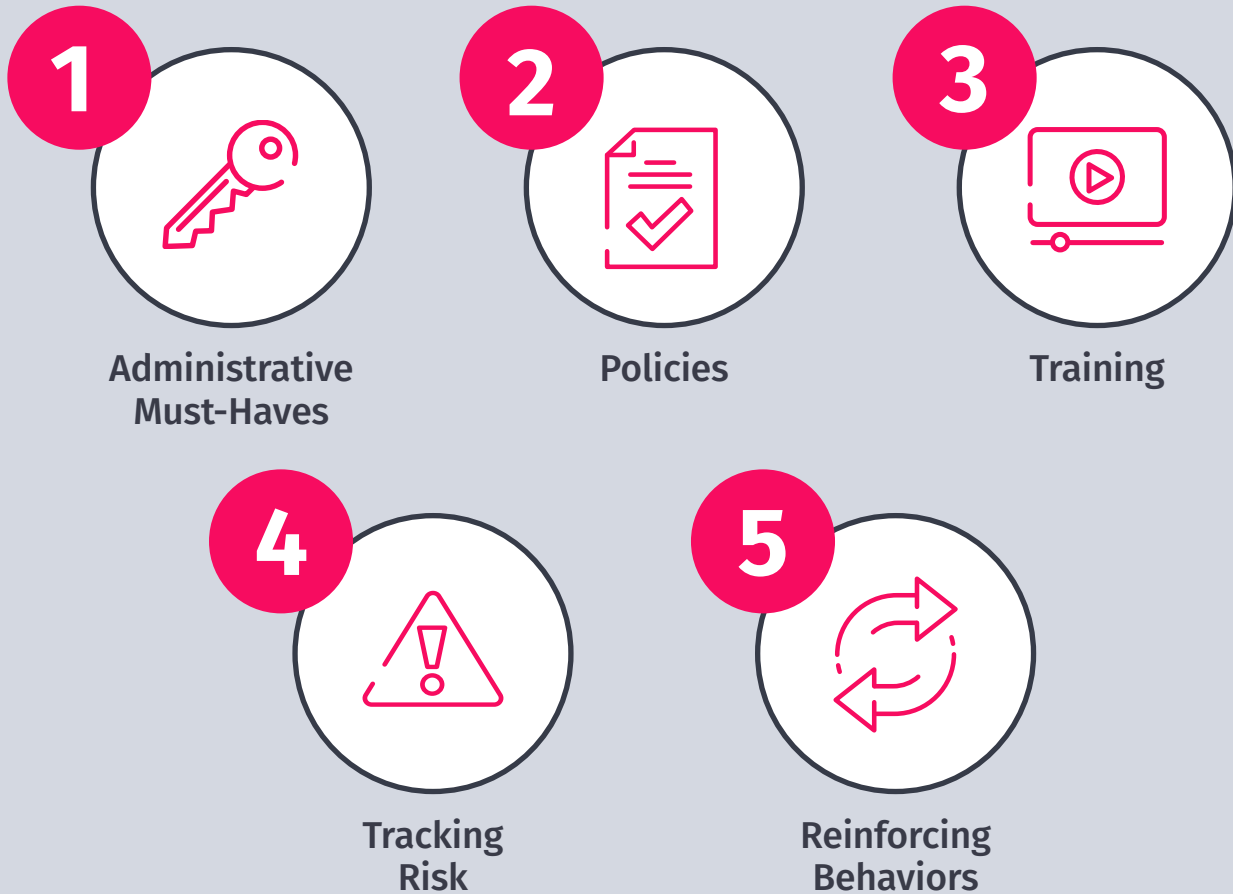 1
Administrative
Must-Haves
2
Policies
3
Training
4
Tracking
Risk
5
Reinforcing
Behaviors